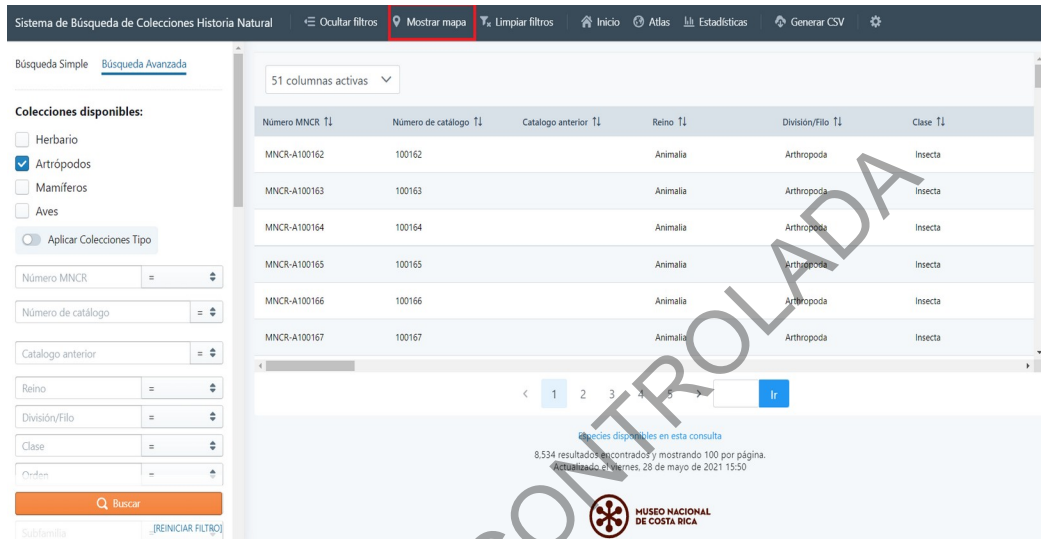 Sistema de Búsqueda de Colecciones Historia Natural Ocultar filtros Mostrar mapa Limpiar filtros Inicio Atlas Estadísticas Generar CSV
Búsqueda Simple Búsqueda Avanzada
51 columnas activas
Colecciones disponibles:
Herbario
Artrópodos
Mamíferos
Aves
Aplicar Colecciones Tipo
Número MNCR =
Número de catálogo =
Catalogo anterior =
Reino =
División/Filo =
Clase =
Orden =
Buscar
Subfamilia = [REINICIAR FILTRO]
Número MNCR Número de catálogo Catalogo anterior Reino División/Filo Clase
MNCR-A100162 100162 Animalia Arthropoda Insecta
MNCR-A100163 100163 Animalia Arthropoda Insecta
MNCR-A100164 100164 Animalia Arthropoda Insecta
MNCR-A100165 100165 Animalia Arthropoda Insecta
MNCR-A100166 100166 Animalia Arthropoda Insecta
MNCR-A100167 100167 Animalia Arthropoda Insecta
< 1 2 3 4 5 > Ir
Especies disponibles en esta consulta
8,534 resultados encontrados y mostrando 100 por página.
Actualizado el viernes, 28 de mayo de 2021 15:50
MUSEO NACIONAL
DE COSTA RICA
CONTROLADA